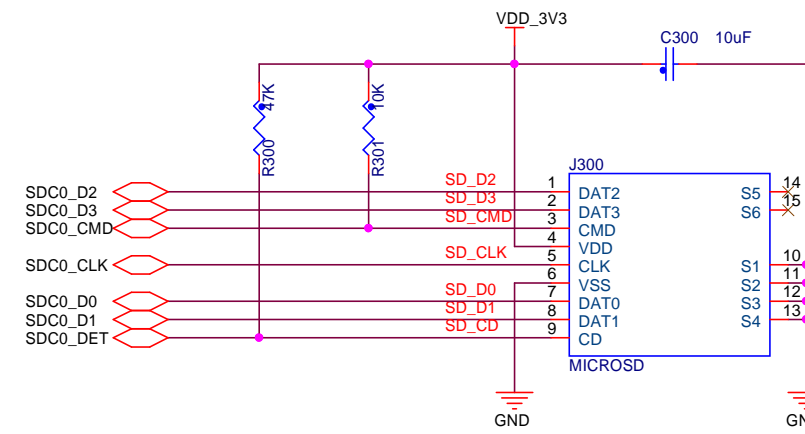 VDD_3V3
C300 10uF
47K
10K
R300
R301
J300
SDC0_D2 SD_D2 1 DAT2 S5 14
SDC0_D3 SD_D3 2 DAT3 S6 15
SDC0_CMD SD_CMD 3 CMD
4 VDD
SDC0_CLK SD_CLK 5 CLK S1 10
6 VSS S2 11
SDC0_D0 SD_D0 7 DAT0 S3 12
SDC0_D1 SD_D1 8 DAT1 S4 13
SDC0_DET SD_CD 9 CD
MICROSD
GND
GN